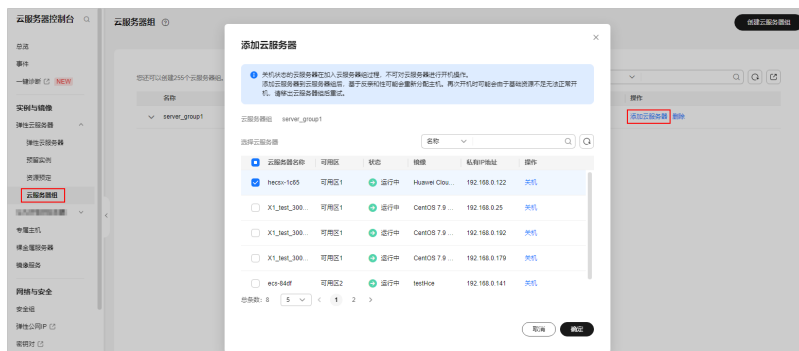 云服务器控制台
总览
事件
一键诊断 NEW
实例与镜像
弹性云服务器
弹性云服务器
预留实例
资源预定
云服务器组
专属主机
裸金属服务器
镜像服务
网络与安全
安全组
弹性公网IP
密钥对
云服务器组
创建云服务器组
您还可以创建255个云服务器组。
名称
操作
server_group1
添加云服务器 删除
添加云服务器
关机状态的云服务器在加入云服务器组过程，不可对云服务器进行开机操作。
添加云服务器到云服务器组后，基于反亲和性可能会重新分配主机。再次开机时可能会由于基础资源不足无法正常开
机，请移出云服务器组后重试。
云服务器组 server_group1
选择云服务器
名称
云服务器名称 可用区 状态 镜像 私有IP地址 操作
hecsx-1c65 可用区1 运行中 Huawei Clou... 192.168.0.122 关机
X1_test_300... 可用区1 运行中 CentOS 7.9 ... 192.168.0.25 关机
X1_test_300... 可用区1 运行中 CentOS 7.9 ... 192.168.0.192 关机
X1_test_300... 可用区1 运行中 CentOS 7.9 ... 192.168.0.179 关机
ecs-84df 可用区2 运行中 testHce 192.168.0.141 关机
总条数: 8 5 1 2
取消 确定